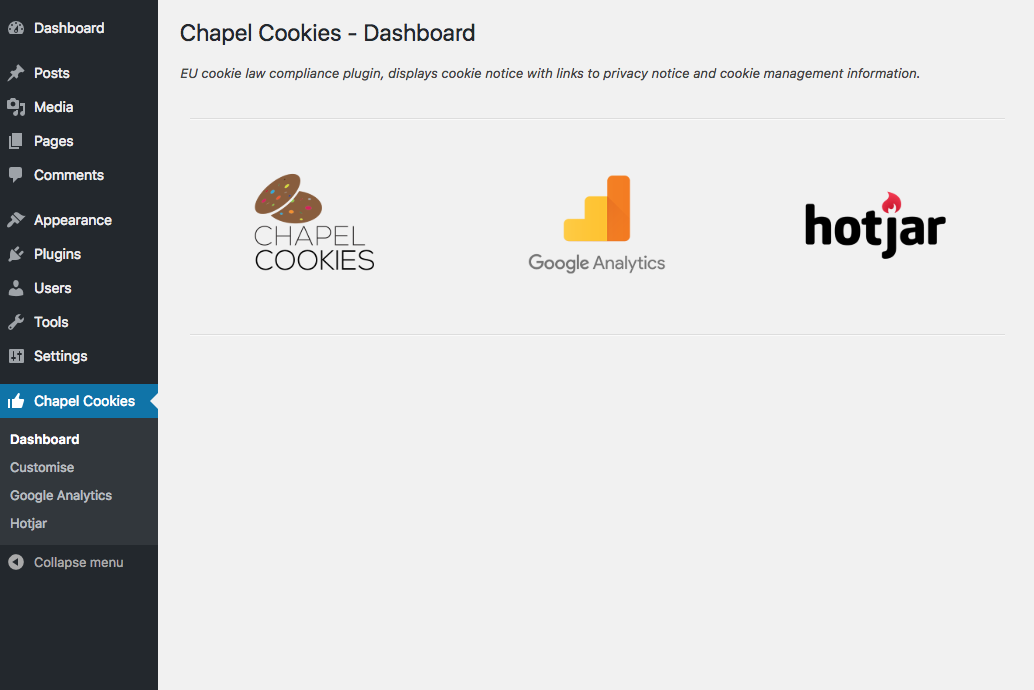 Dashboard
Posts
Media
Pages
Comments
Appearance
Plugins
Users
Tools
Settings
Chapel Cookies
Dashboard
Customise
Google Analytics
Hotjar
Collapse menu
Chapel Cookies - Dashboard
EU cookie law compliance plugin, displays cookie notice with links to privacy notice and cookie management information.
CHAPEL
COOKIES
Google Analytics
hotjar